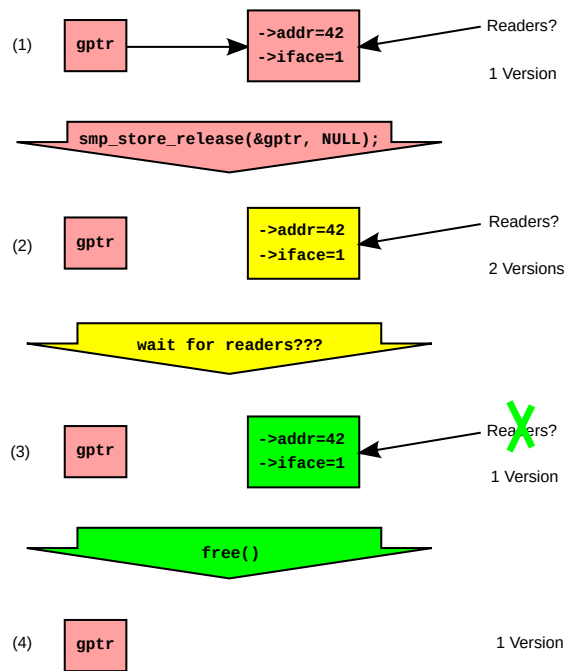 (1) gptr ->addr=42 Readers?
->iface=1
1 Version
smp_store_release(&gptr, NULL);
(2) gptr ->addr=42 Readers?
->iface=1
2 Versions
wait for readers???
(3) gptr ->addr=42 Readers?
->iface=1
1 Version
free()
(4) gptr 1 Version